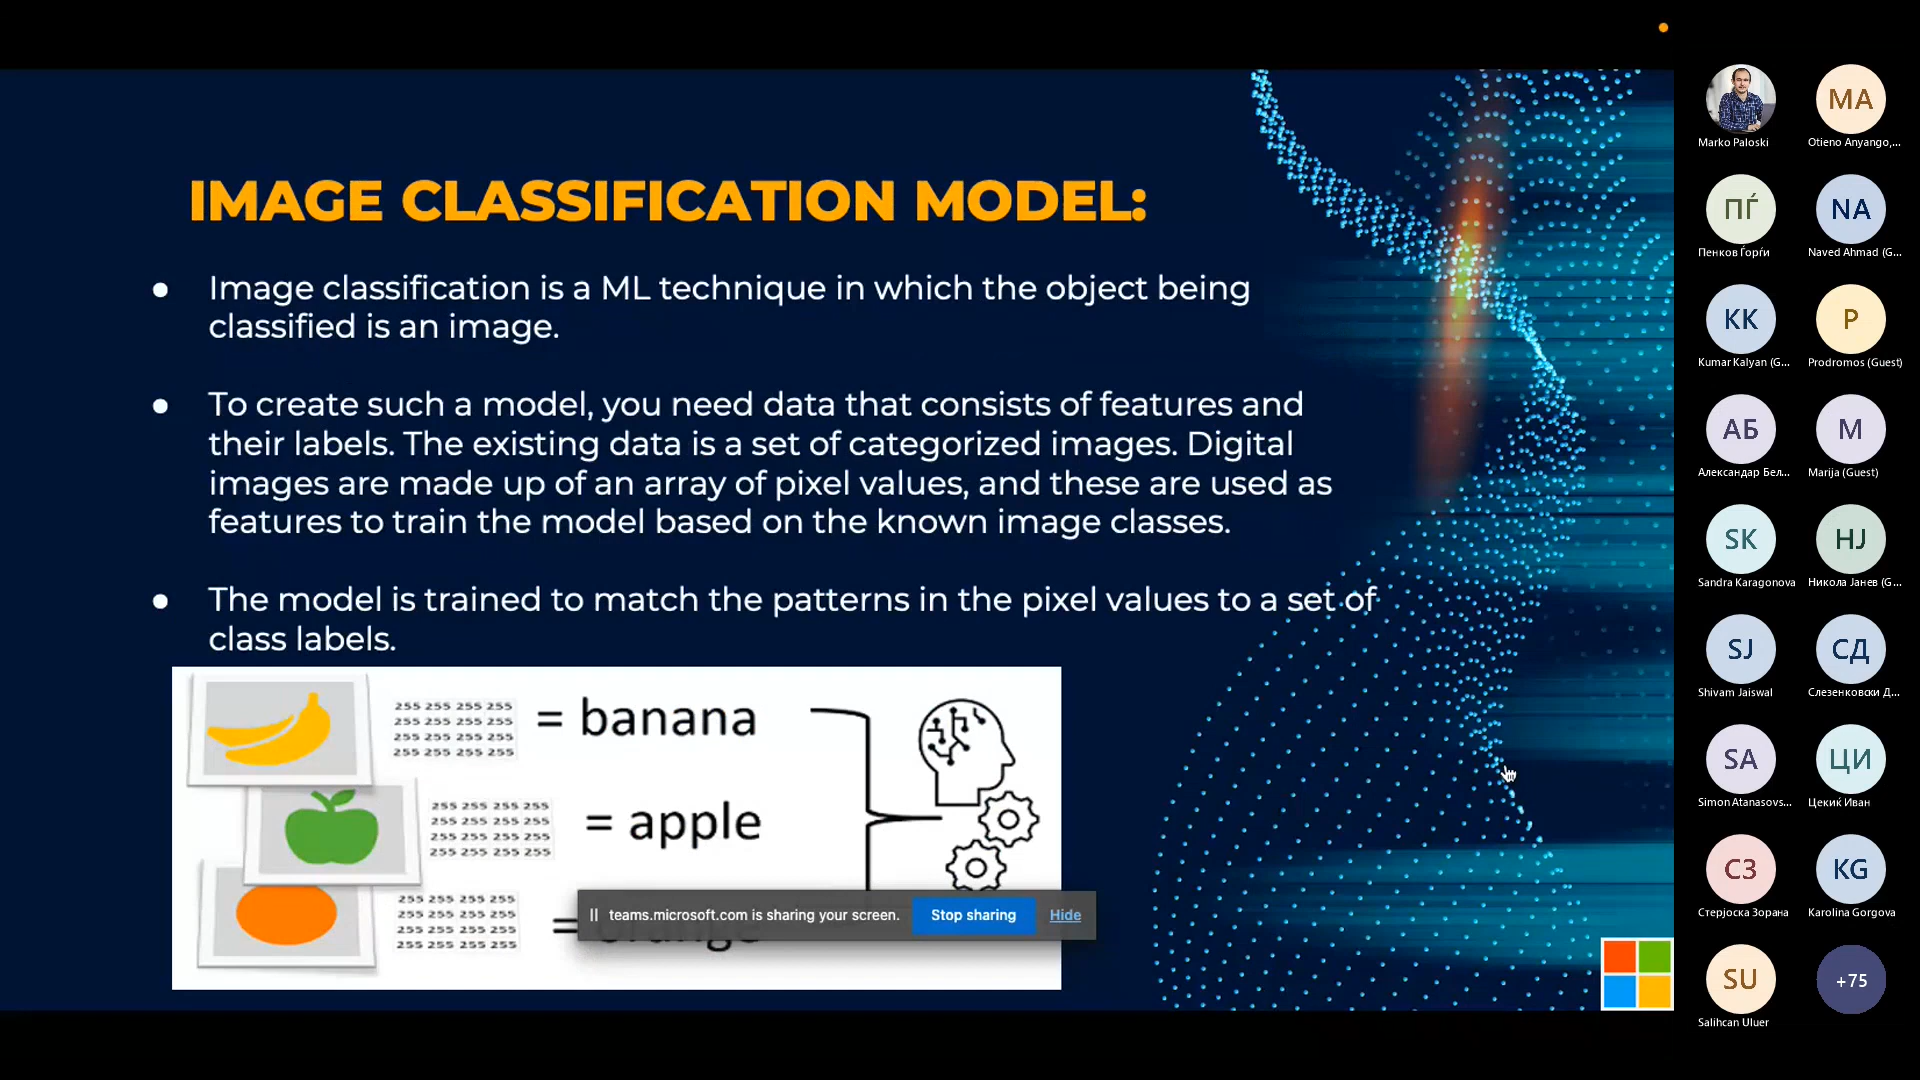 IMAGE CLASSIFICATION MODEL:
● Image classification is a ML technique in which the object being
classified is an image.
● To create such a model, you need data that consists of features and
their labels. The existing data is a set of categorized images. Digital
images are made up of an array of pixel values, and these are used as
features to train the model based on the known image classes.
● The model is trained to match the patterns in the pixel values to a set of
class labels.
255 255 255 255
255 255 255 255
255 255 255 255
255 255 255 255
= banana
255 255 255 255
255 255 255 255
255 255 255 255
255 255 255 255
= apple
255 255 255 255
255 255 255 255
255 255 255 255
255 255 255 255
= orange
teams.microsoft.com is sharing your screen. Stop sharing Hide
Marko Paloski
MA
Otieno Anyango,...
ПЃ
Пенков Ѓорѓи
NA
Naved Ahmad (G...
KK
Kumar Kalyan (G...
P
Prodromos (Guest)
АБ
Александар Бел...
M
Marija (Guest)
SK
Sandra Karagonova
НЈ
Никола Јанев (G...
SJ
Shivam Jaiswal
СД
Слезенковски Д...
SA
Simon Atanasovs...
ЦИ
Цекиќ Иван
СЗ
Стерјоска Зорана
KG
Karolina Gorgova
SU
Salihcan Uluer
+75